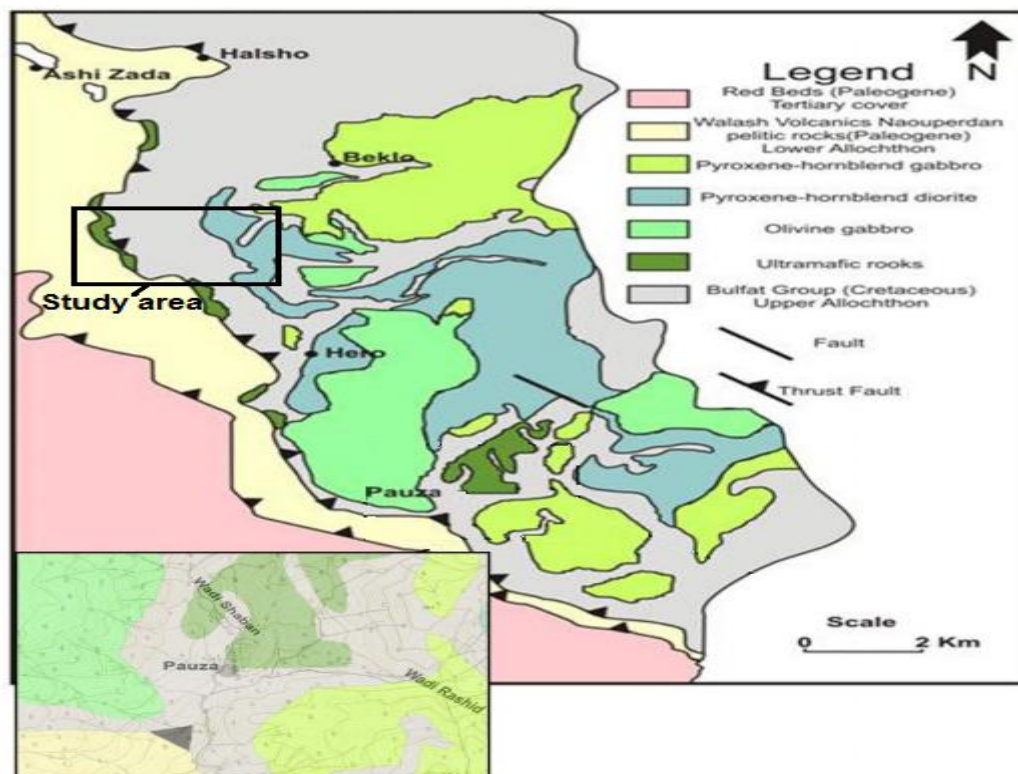 Halsho
Ashi Zada
N
Legend
Red Beds (Paleogene)
Tertiary cover
Walash Volcanics Naouperdan
pelitic rocks(Paleogene)
Lower Allochthon
Beklo
Pyroxene-hornblend gabbro
Pyroxene-hornblend diorite
Olivine gabbro
Ultramafic rooks
Bulfat Group (Cretaceous)
Upper Allochthon
Study area
Fault
Hero
Thrust Fault
Pauza
Scale
0 2 Km
Wadi Shaban
Pauza
Wadi Rashid